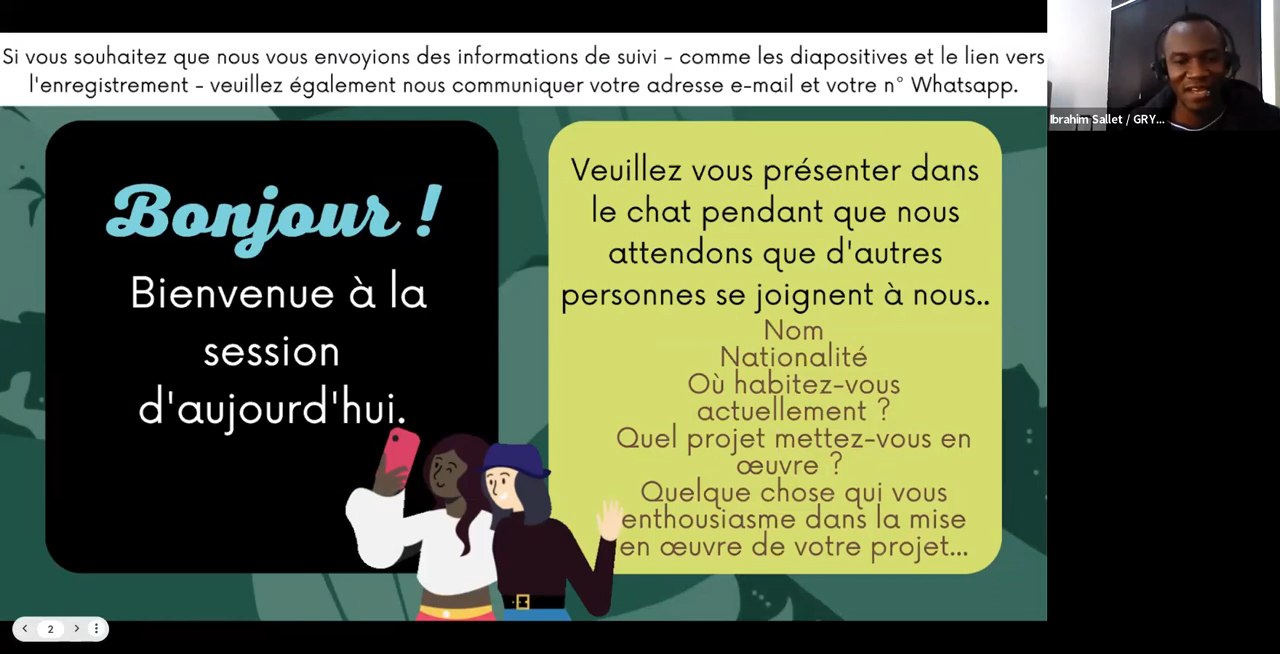 Si vous souhaitez que nous vous envoyions des informations de suivi - comme les diapositives et le lien vers
l'enregistrement - veuillez également nous communiquer votre adresse e-mail et votre n° Whatsapp.
Ibrahim Sallet / GRY...
Bonjour !
Bienvenue à la
session
d'aujourd'hui.
Veuillez vous présenter dans
le chat pendant que nous
attendons que d'autres
personnes se joignent à nous..
Nom
Nationalité
Où habitez-vous
actuellement ?
Quel projet mettez-vous en
œuvre ?
Quelque chose qui vous
enthousiasme dans la mise
en œuvre de votre projet...
2